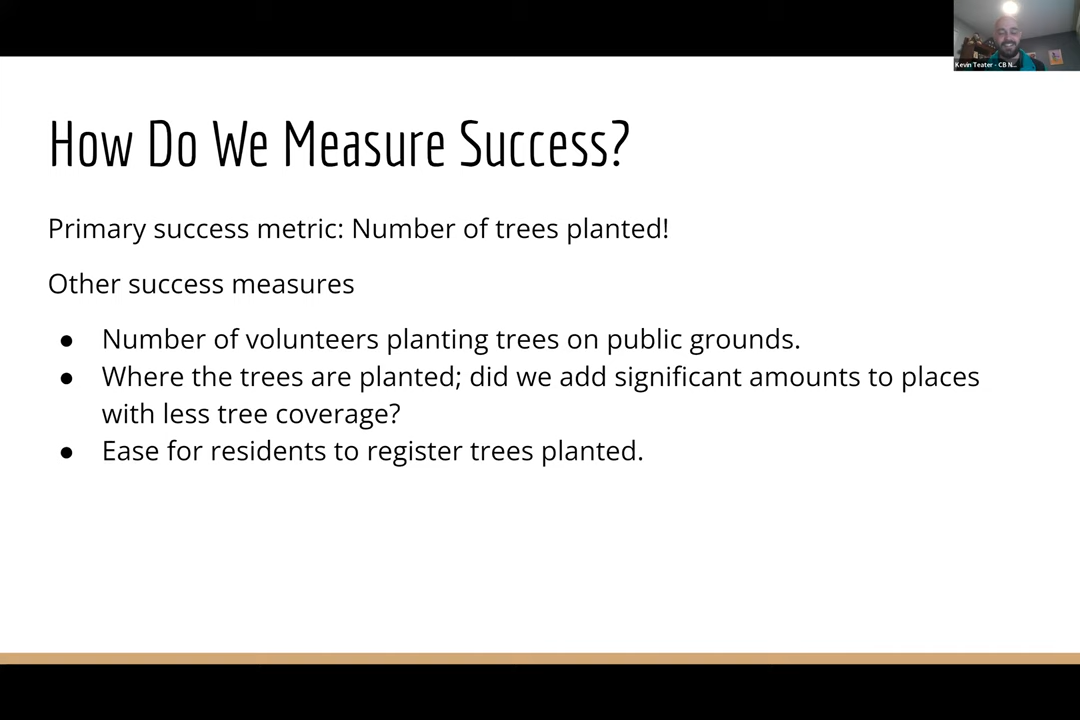 Kevin Teater - CB N...
How Do We Measure Success?
Primary success metric: Number of trees planted!
Other success measures
● Number of volunteers planting trees on public grounds.
● Where the trees are planted; did we add significant amounts to places
with less tree coverage?
● Ease for residents to register trees planted.